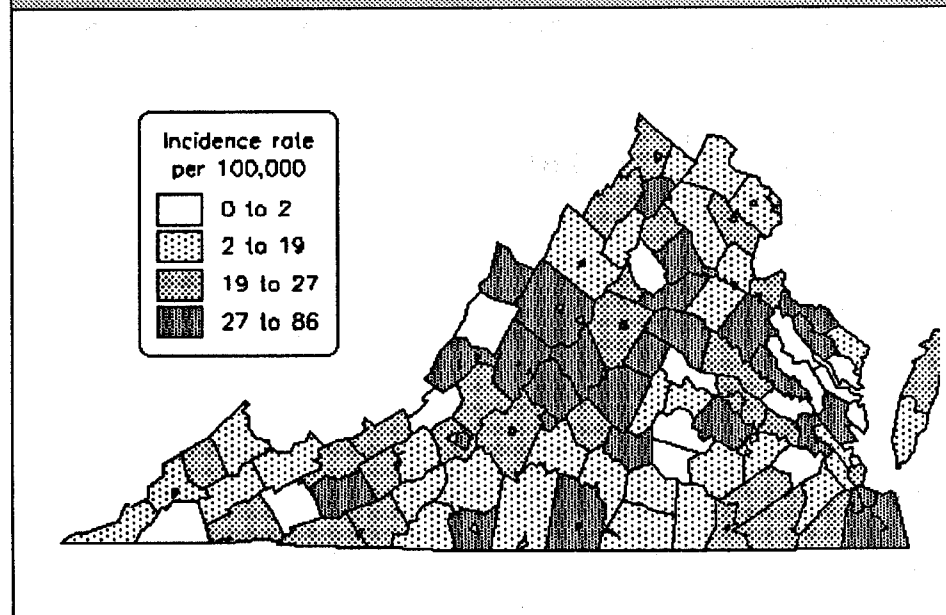 Incidence rate
per 100,000
0 to 2
2 to 19
19 to 27
27 to 86